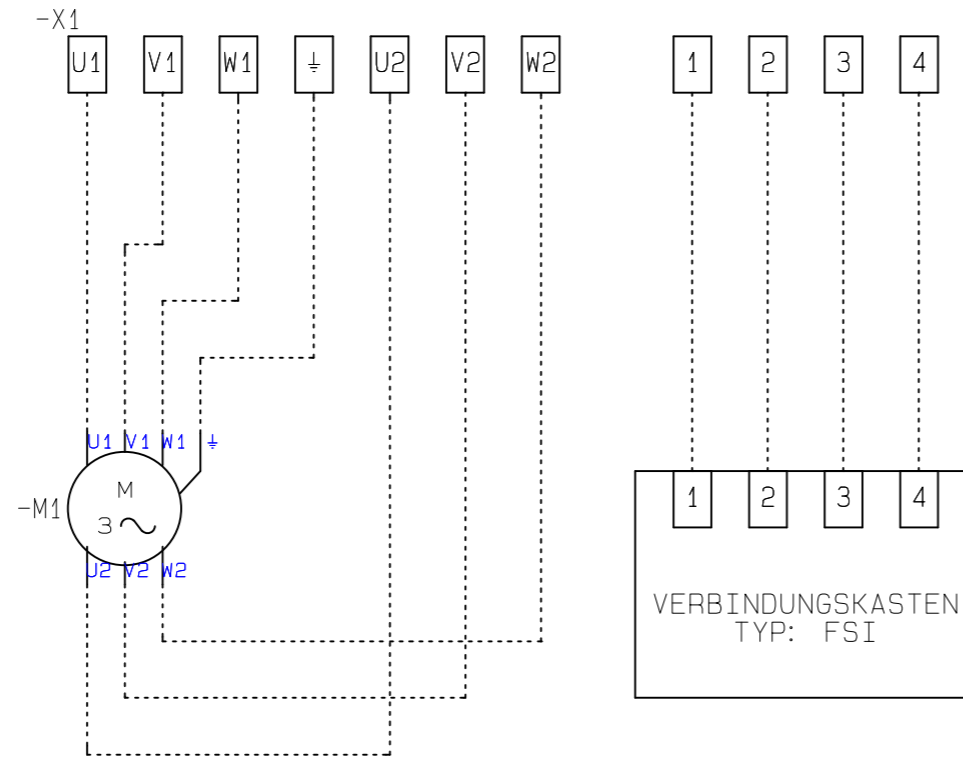 -X1
U1 V1 W1 ⏚ U2 V2 W2 1 2 3 4
U1 V1 W1 ⏚
-M1
M
3
U2 V2 W2
1 2 3 4
VERBINDUNGSKASTEN
TYP: FSI